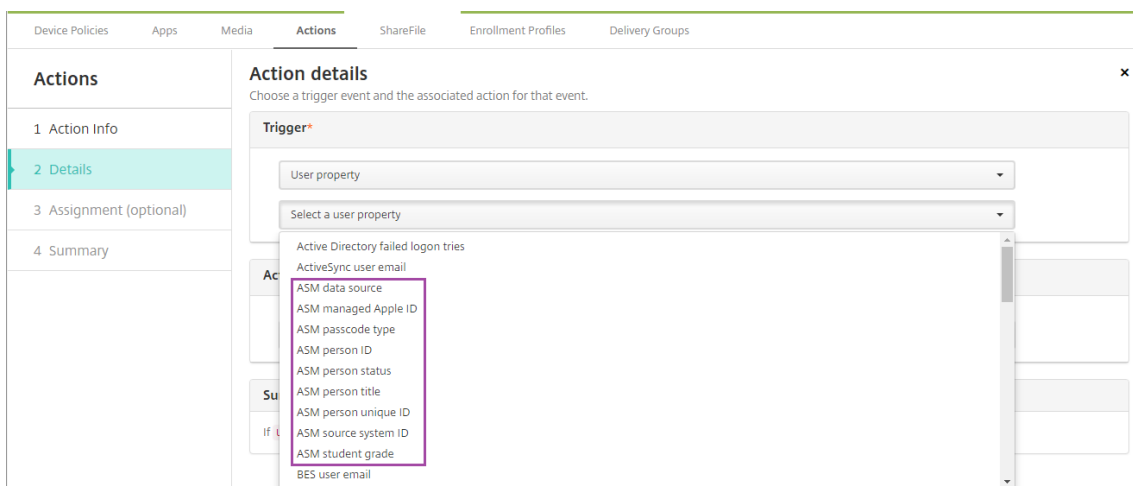 Device Policies Apps Media Actions ShareFile Enrollment Profiles Delivery Groups
Actions
1 Action Info
2 Details
3 Assignment (optional)
4 Summary
Action details
Choose a trigger event and the associated action for that event.
Trigger*
User property
Select a user property
Active Directory failed logon tries
ActiveSync user email
ASM data source
ASM managed Apple ID
ASM passcode type
ASM person ID
ASM person status
ASM person title
ASM person unique ID
ASM source system ID
ASM student grade
BES user email
Ac
Su
If